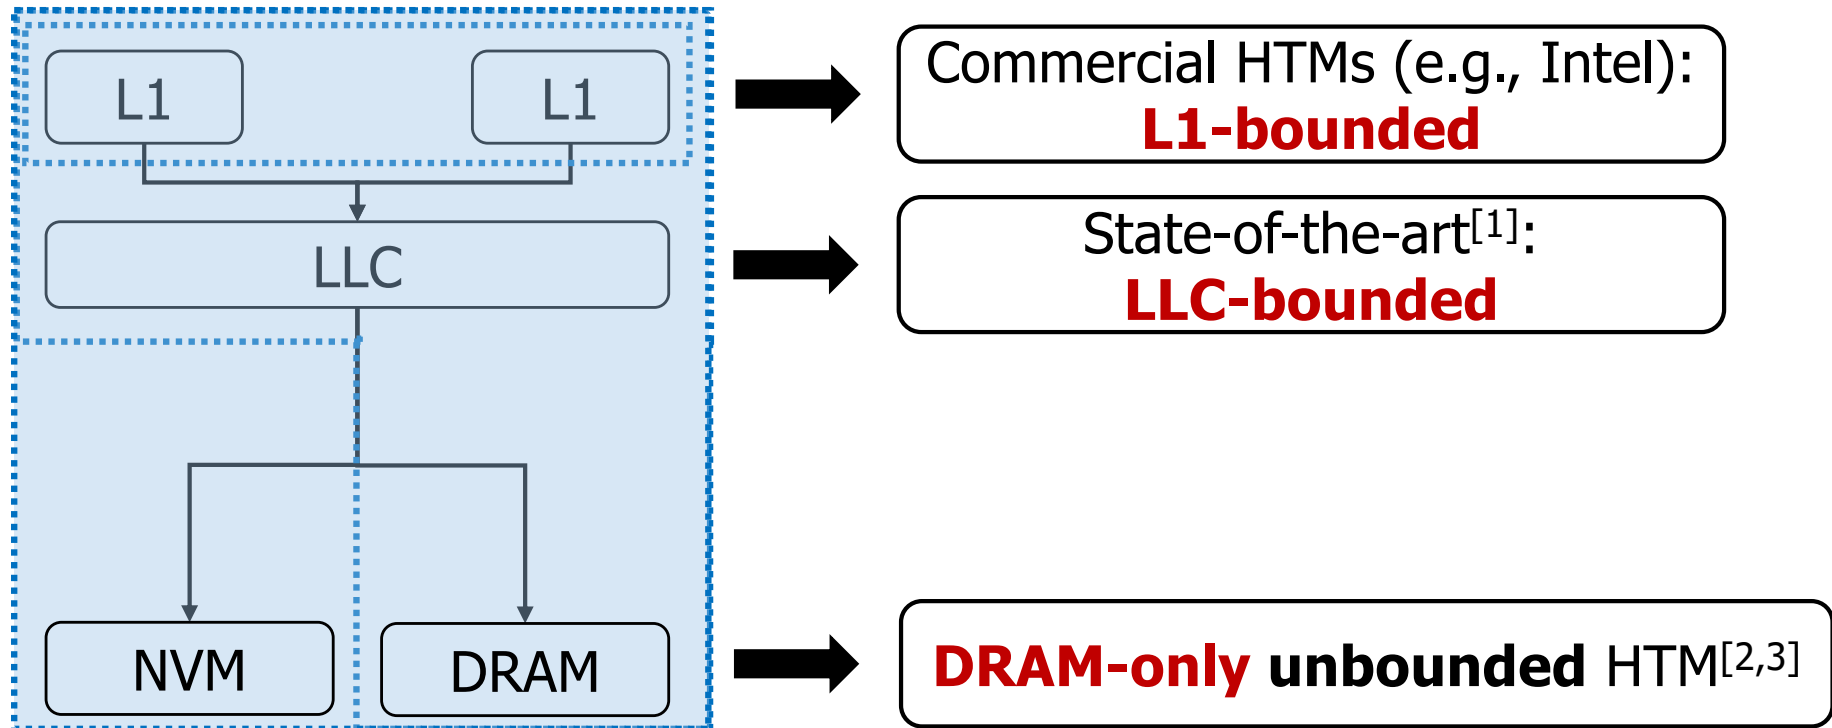 L1
L1
Commercial HTMs (e.g., Intel):
L1-bounded
LLC
State-of-the-art[1]:
LLC-bounded
NVM
DRAM
DRAM-only unbounded HTM[2,3]